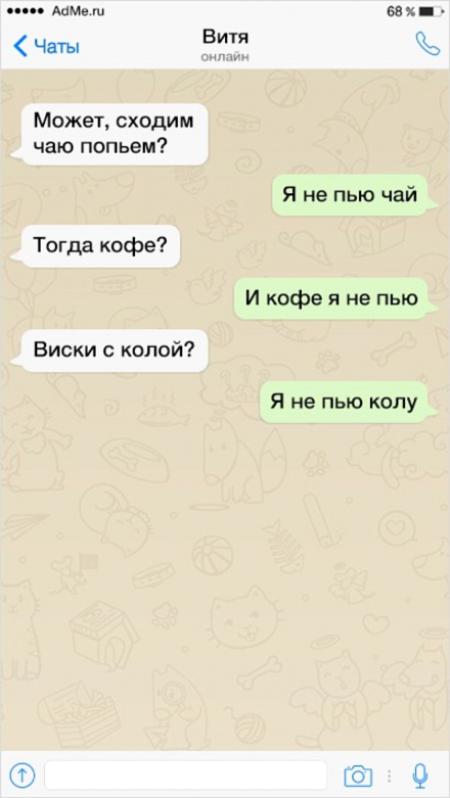 AdMe.ru 68 %
Чаты Витя
онлайн
Может, сходим
чаю попьем?
Я не пью чай
Тогда кофе?
И кофе я не пью
Виски с колой?
Я не пью колу